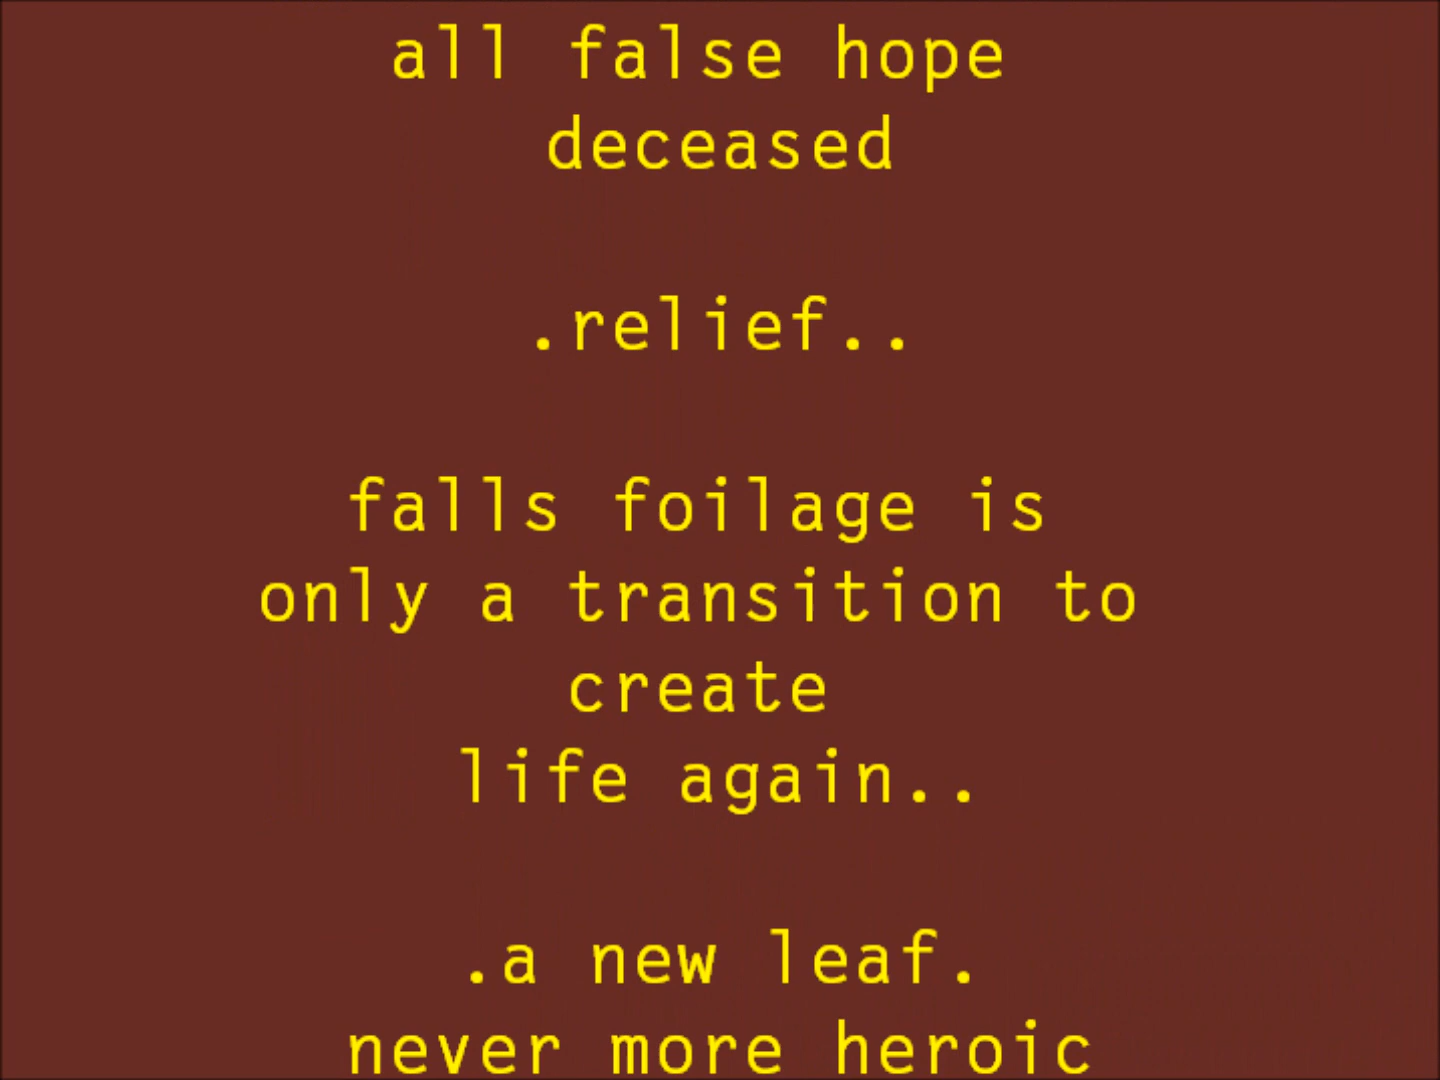 all false hope
deceased
.relief..
falls foilage is
only a transition to
create
life again..
.a new leaf.
never more heroic